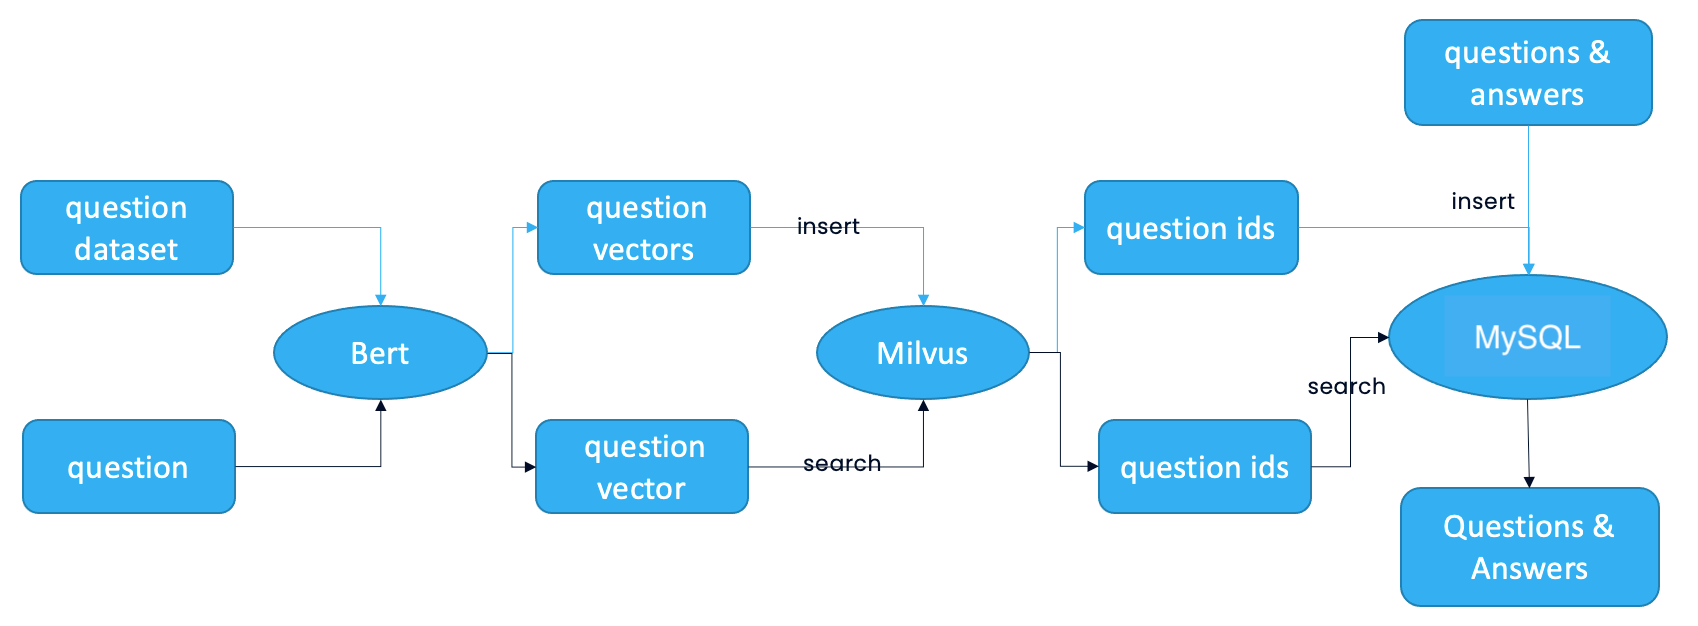 questions &
answers
question
dataset
question
vectors
insert
question ids
insert
Bert
Milvus
MySQL
search
question
question
vector
search
question ids
Questions &
Answers